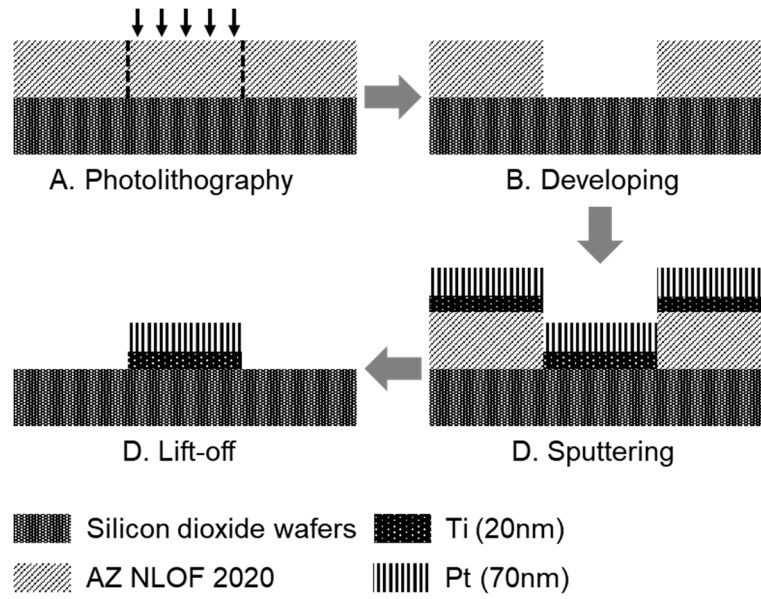 A. Photolithography
B. Developing
D. Lift-off
D. Sputtering
Silicon dioxide wafers
Ti (20nm)
AZ NLOF 2020
Pt (70nm)